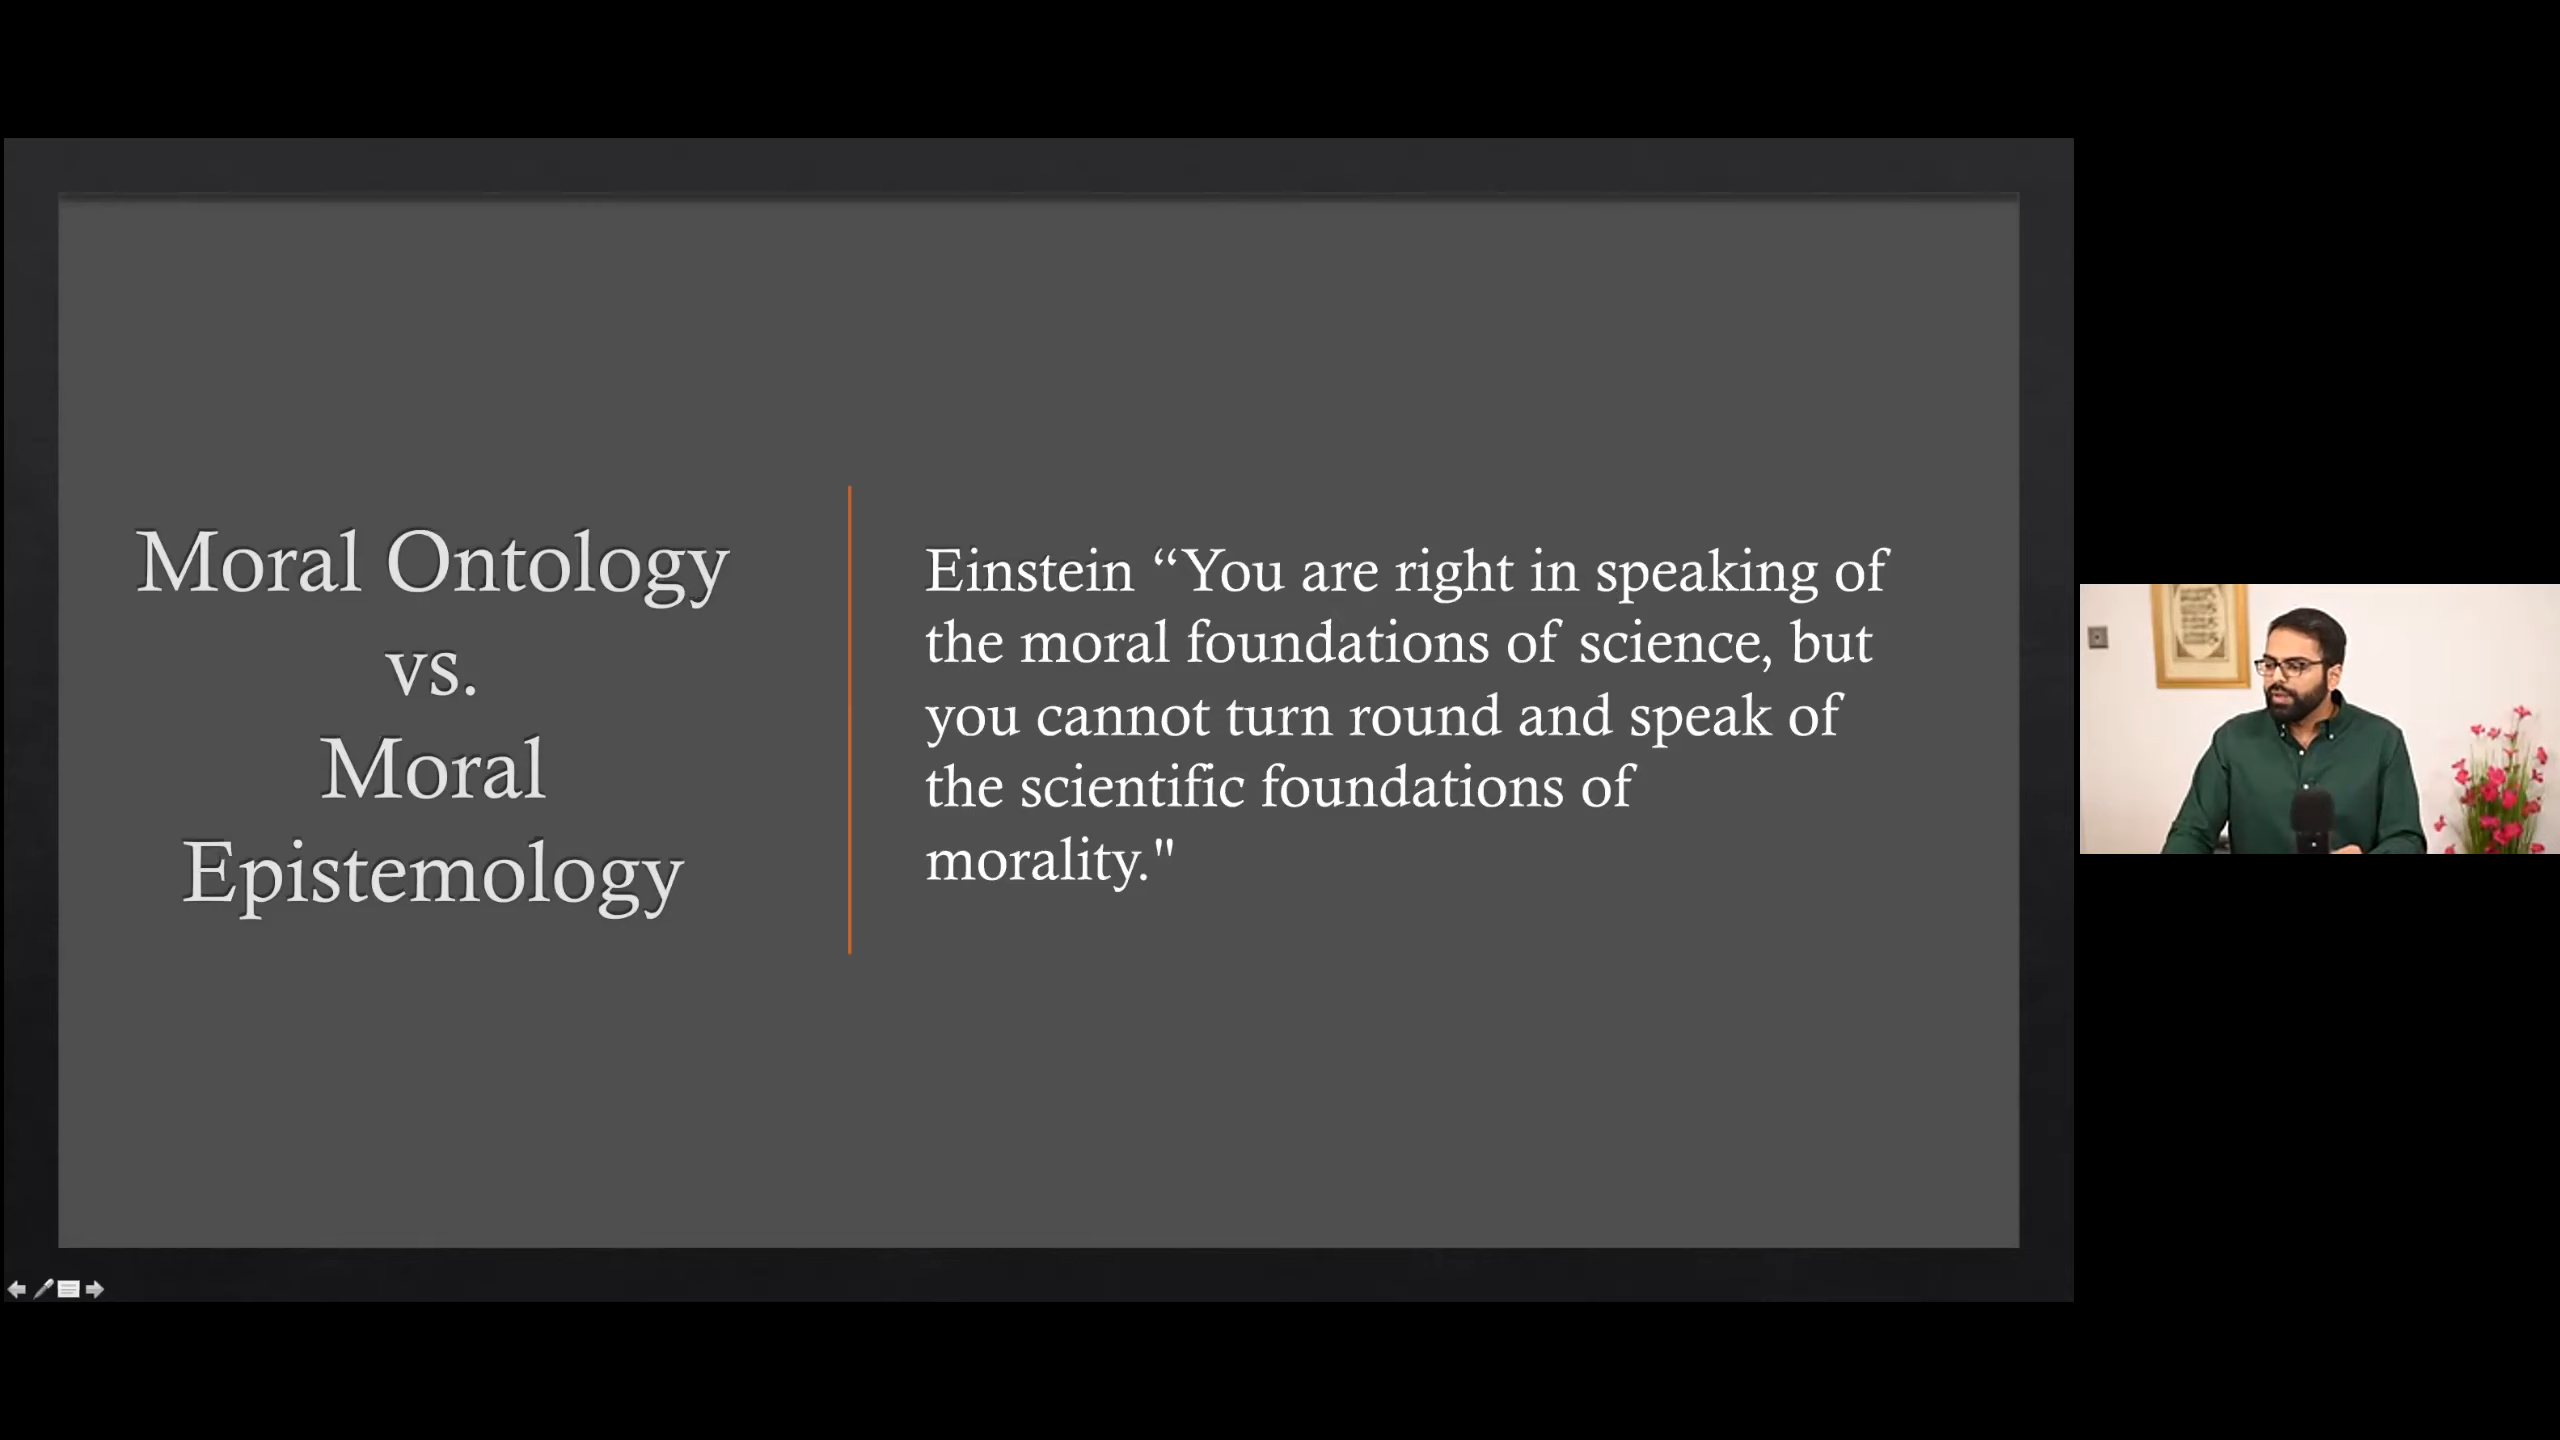 Moral Ontology
vs.
Moral
Epistemology
Einstein “You are right in speaking of
the moral foundations of science, but
you cannot turn round and speak of
the scientific foundations of
morality."